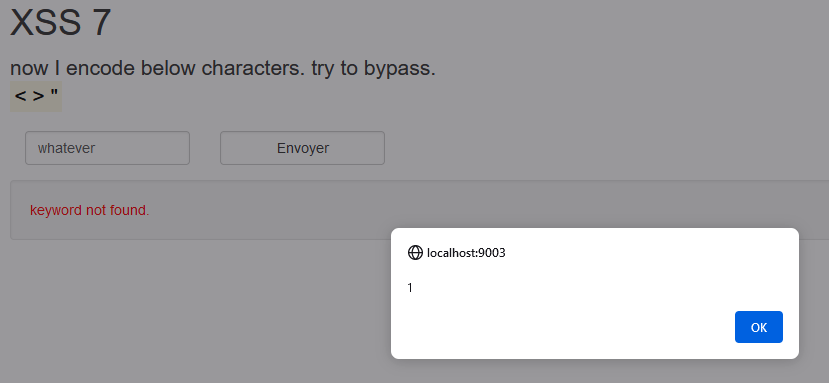 XSS 7
now I encode below characters. try to bypass.
< > "
whatever Envoyer
keyword not found.
localhost:9003
1
OK